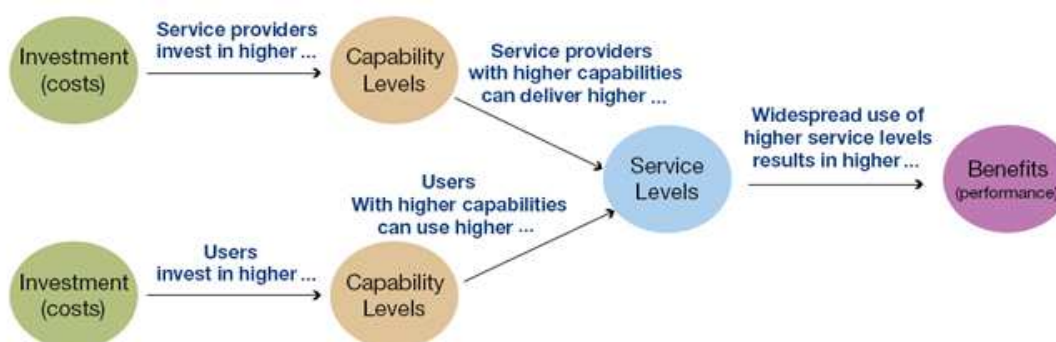 Investment
(costs)
Service providers
invest in higher ...
Capability
Levels
Service providers
with higher capabilities
can deliver higher ...
Users
With higher capabilities
can use higher ...
Investment
(costs)
Users
invest in higher ...
Capability
Levels
Service
Levels
Widespread use of
higher service levels
results in higher ...
Benefits
(performance)